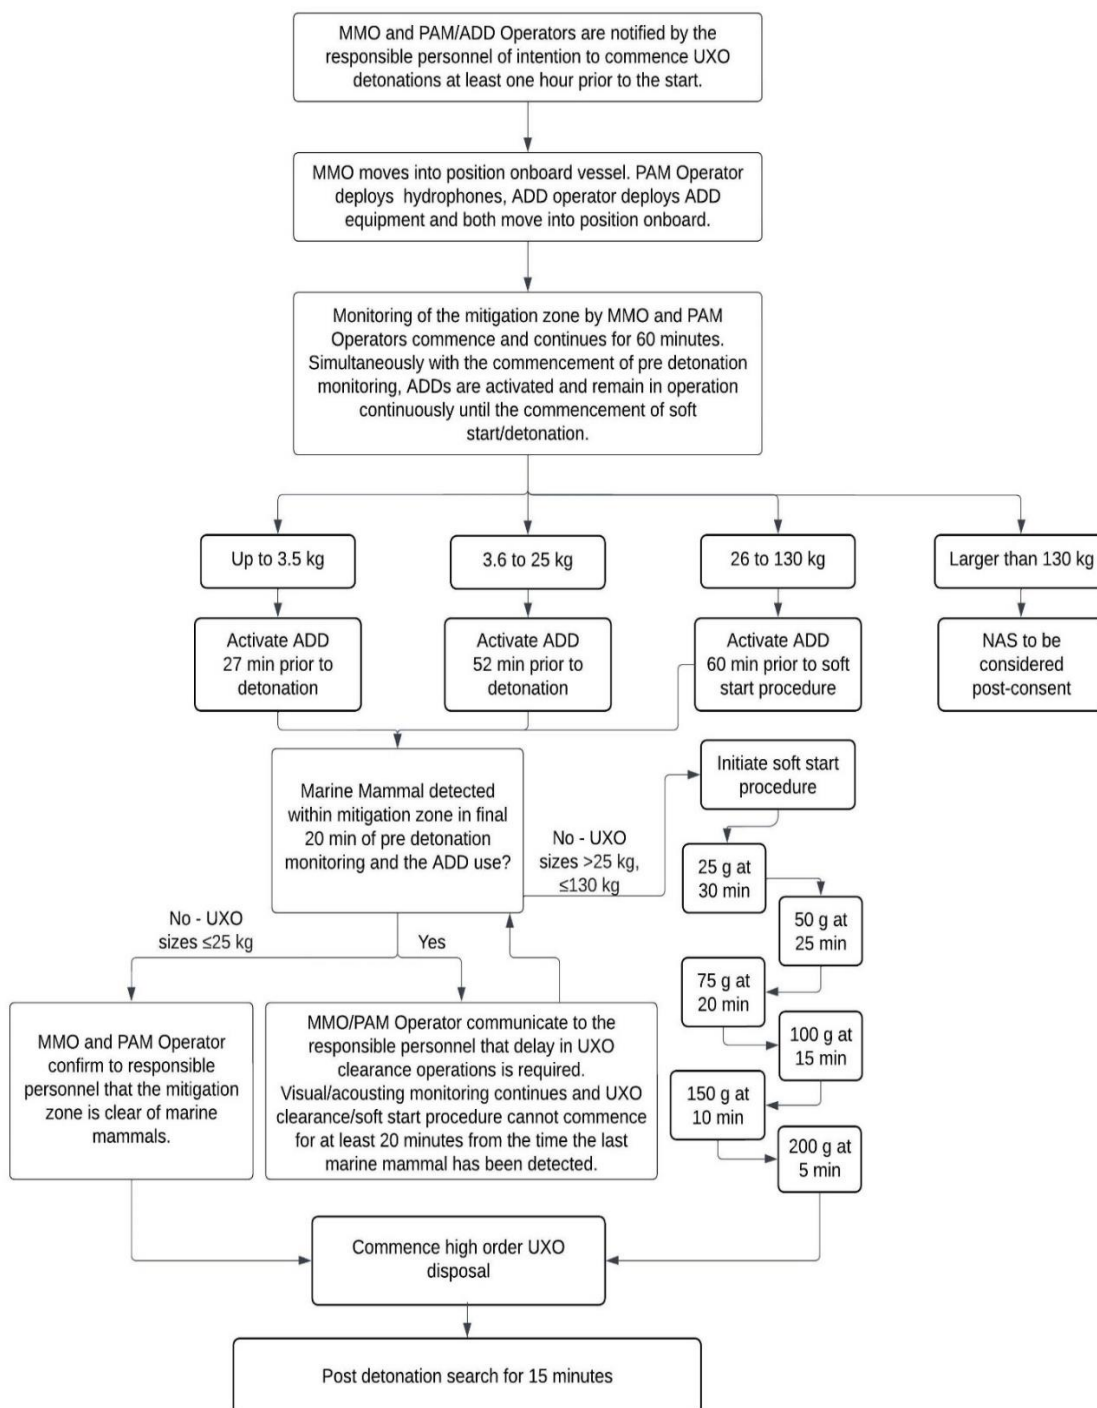 MMO and PAM/ADD Operators are notified by the
responsible personnel of intention to commence UXO
detonations at least one hour prior to the start.
MMO moves into position onboard vessel. PAM Operator
deploys hydrophones, ADD operator deploys ADD
equipment and both move into position onboard.
Monitoring of the mitigation zone by MMO and PAM
Operators commence and continues for 60 minutes.
Simultaneously with the commencement of pre detonation
monitoring, ADDs are activated and remain in operation
continuously until the commencement of soft
start/detonation.
Up to 3.5 kg
3.6 to 25 kg
26 to 130 kg
Larger than 130 kg
Activate ADD
27 min prior to
detonation
Activate ADD
52 min prior to
detonation
Activate ADD
60 min prior to soft
start procedure
NAS to be
considered
post-consent
Marine Mammal detected
within mitigation zone in final
20 min of pre detonation
monitoring and the ADD use?
No - UXO
sizes >25 kg,
≤130 kg
Initiate soft start
procedure
25 g at
30 min
50 g at
25 min
75 g at
20 min
100 g at
15 min
150 g at
10 min
200 g at
5 min
No - UXO
sizes ≤25 kg
Yes
MMO and PAM Operator
confirm to responsible
personnel that the mitigation
zone is clear of marine
mammals.
MMO/PAM Operator communicate to the
responsible personnel that delay in UXO
clearance operations is required.
Visual/acousting monitoring continues and UXO
clearance/soft start procedure cannot commence
for at least 20 minutes from the time the last
marine mammal has been detected.
Commence high order UXO
disposal
Post detonation search for 15 minutes